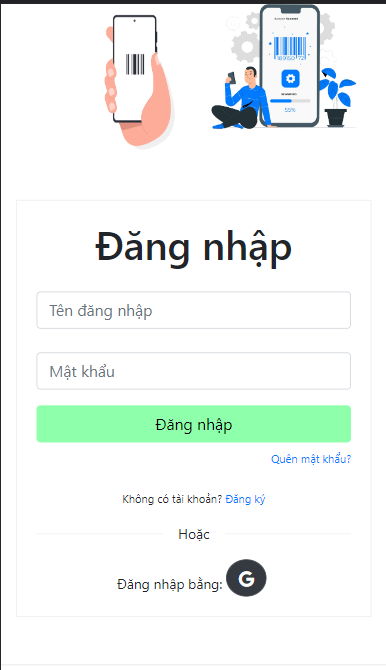 55%
Đăng nhập
Tên đăng nhập
Mật khẩu
Đăng nhập
Quên mật khẩu?
Không có tài khoản? Đăng ký
Hoặc
Đăng nhập bằng: G